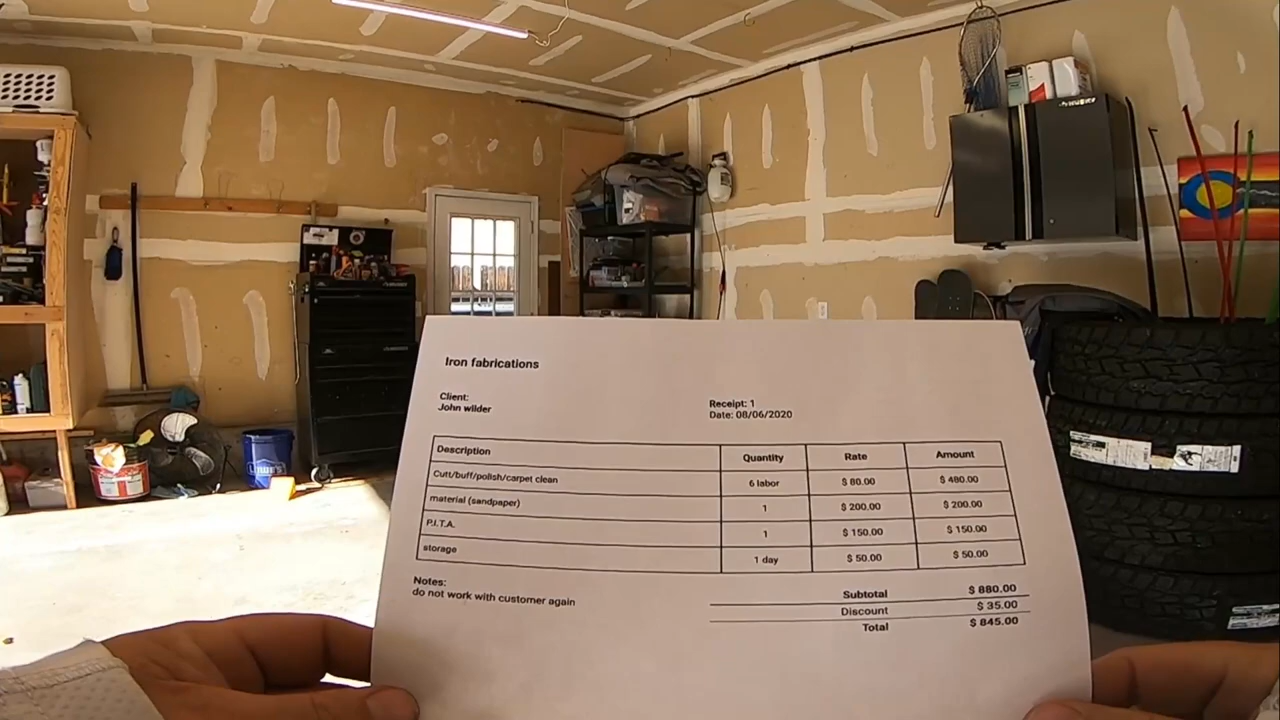 HUSKY
LOWE'S
Iron fabrications
Client:
John wilder
Receipt: 1
Date: 08/06/2020
Description Quantity Rate Amount
Cutt/buff/polish/carpet clean 6 labor $ 80.00 $ 480.00
material (sandpaper) 1 $ 200.00 $ 200.00
P.I.T.A. 1 $ 150.00 $ 150.00
storage 1 day $ 50.00 $ 50.00
Notes:
do not work with customer again
Subtotal $ 880.00
Discount $ 35.00
Total $ 845.00